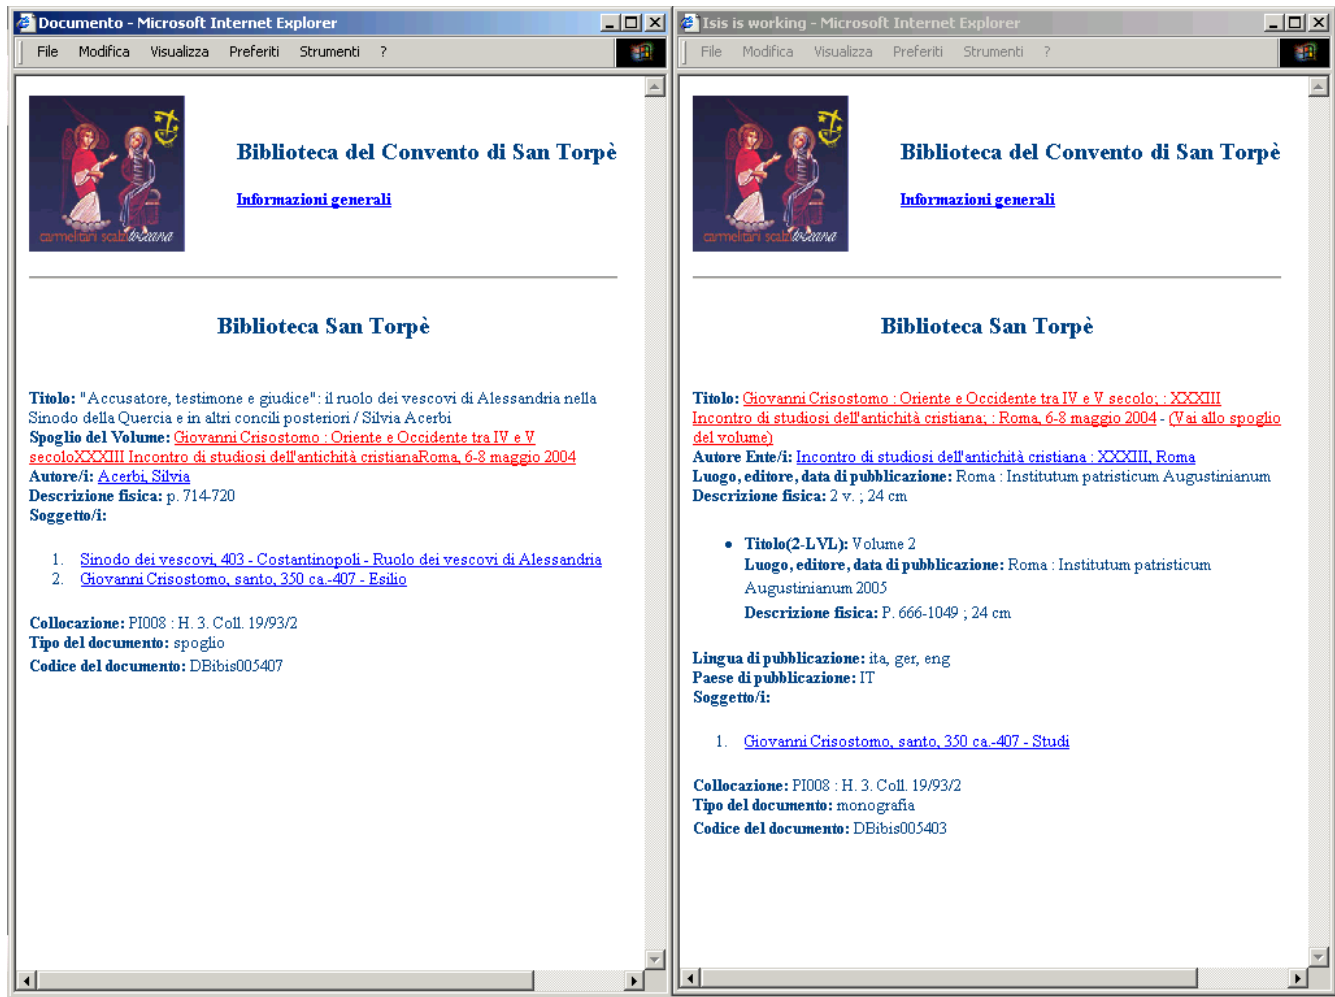 Documento - Microsoft Internet Explorer
File Modifica Visualizza Preferiti Strumenti ?
carmelitani scalzi toscana
Biblioteca del Convento di San Torpè
Informazioni generali
Biblioteca San Torpè
Titolo: "Accusatore, testimone e giudice": il ruolo dei vescovi di Alessandria nella
Sinodo della Quercia e in altri concili posteriori / Silvia Acerbi
Spoglio del Volume: Giovanni Crisostomo : Oriente e Occidente tra IV e V
secoloXXXIII Incontro di studiosi dell'antichità cristianaRoma, 6-8 maggio 2004
Autore/i: Acerbi, Silvia
Descrizione fisica: p. 714-720
Soggetto/i:
1. Sinodo dei vescovi, 403 - Costantinopoli - Ruolo dei vescovi di Alessandria
2. Giovanni Crisostomo, santo, 350 ca.-407 - Esilio
Collocazione: PI008 : H. 3. Coll. 19/93/2
Tipo del documento: spoglio
Codice del documento: DBibis005407
Isis is working - Microsoft Internet Explorer
File Modifica Visualizza Preferiti Strumenti ?
carmelitani scalzi toscana
Biblioteca del Convento di San Torpè
Informazioni generali
Biblioteca San Torpè
Titolo: Giovanni Crisostomo : Oriente e Occidente tra IV e V secolo; : XXXIII
Incontro di studiosi dell'antichità cristiana; : Roma, 6-8 maggio 2004 - (Vai allo spoglio
del volume)
Autore Ente/i: Incontro di studiosi dell'antichità cristiana : XXXIII, Roma
Luogo, editore, data di pubblicazione: Roma : Institutum patristicum Augustinianum
Descrizione fisica: 2 v. ; 24 cm
• Titolo(2-LVL): Volume 2
Luogo, editore, data di pubblicazione: Roma : Institutum patristicum
Augustinianum 2005
Descrizione fisica: P. 666-1049 ; 24 cm
Lingua di pubblicazione: ita, ger, eng
Paese di pubblicazione: IT
Soggetto/i:
1. Giovanni Crisostomo, santo, 350 ca.-407 - Studi
Collocazione: PI008 : H. 3. Coll. 19/93/2
Tipo del documento: monografia
Codice del documento: DBibis005403